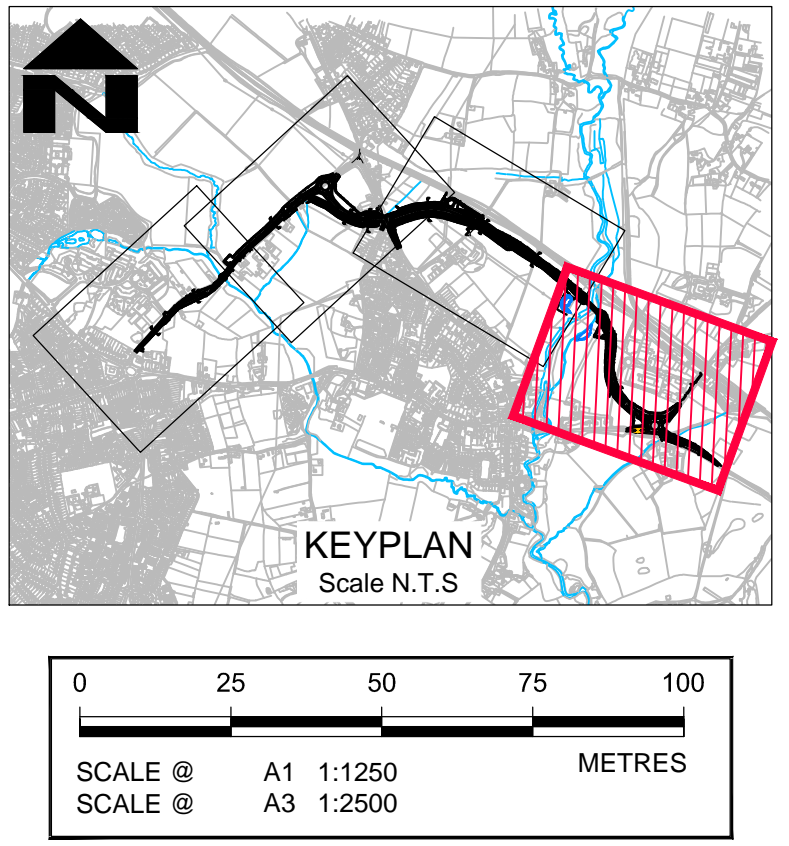 N
KEYPLAN
Scale N.T.S
0 25 50 75 100
SCALE @ A1 1:1250 METRES
SCALE @ A3 1:2500